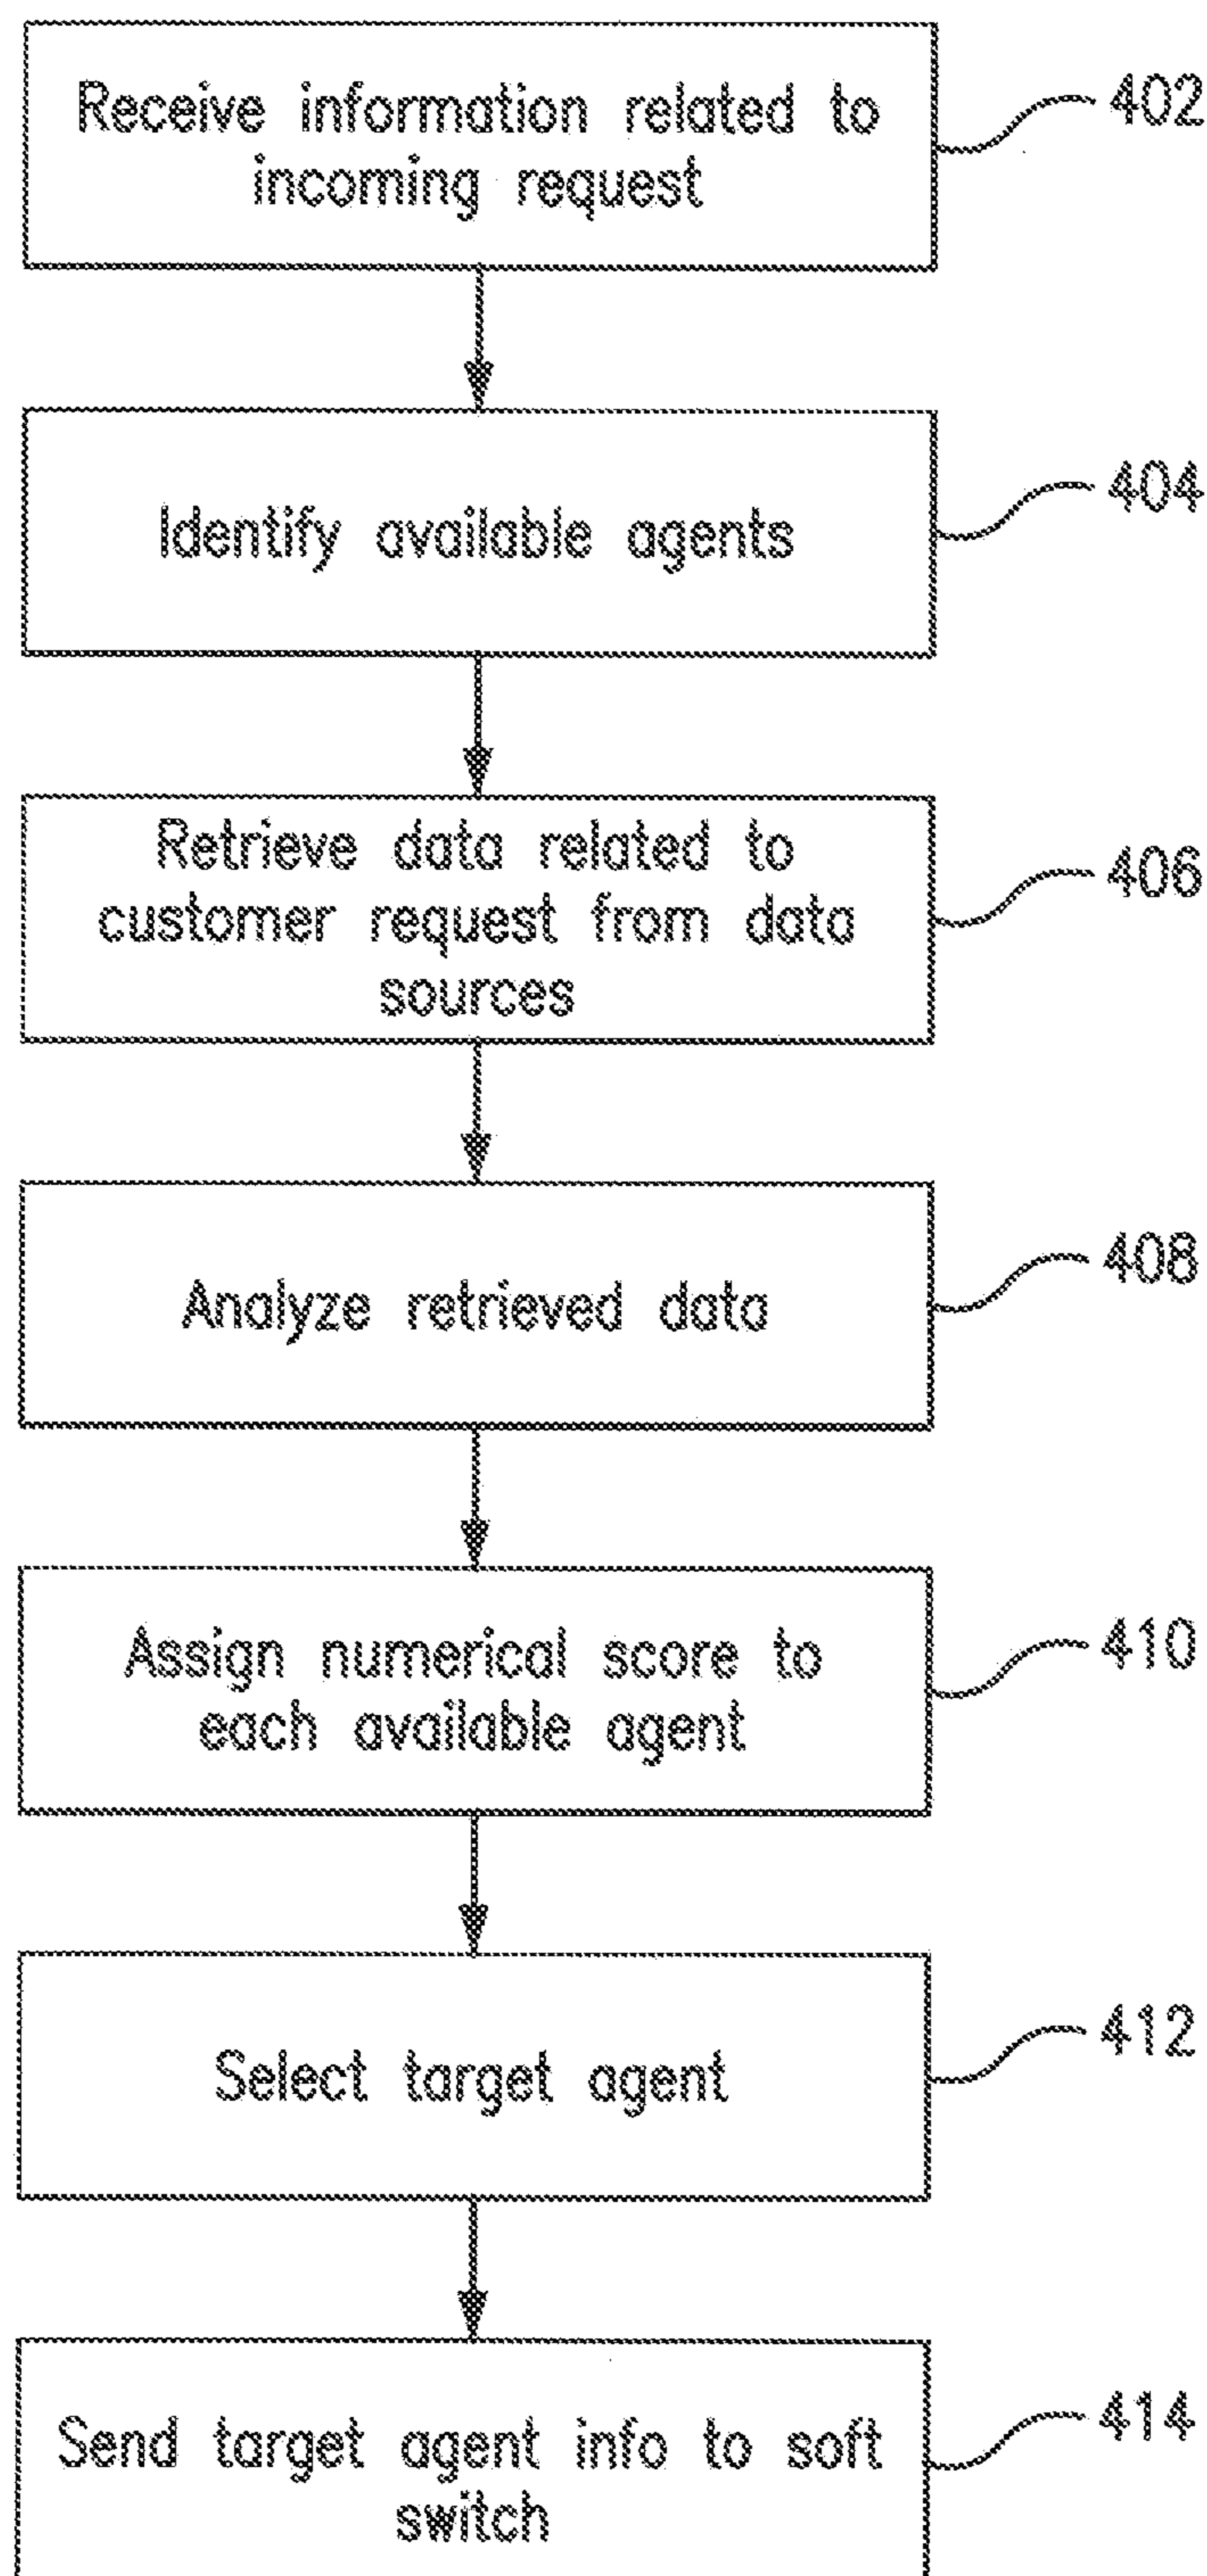 Receive information related to
incoming request
402
Identify available agents
404
Retrieve data related to
customer request from data
sources
406
Analyze retrieved data
408
Assign numerical score to
each available agent
410
Select target agent
412
Send target agent info to soft
switch
414